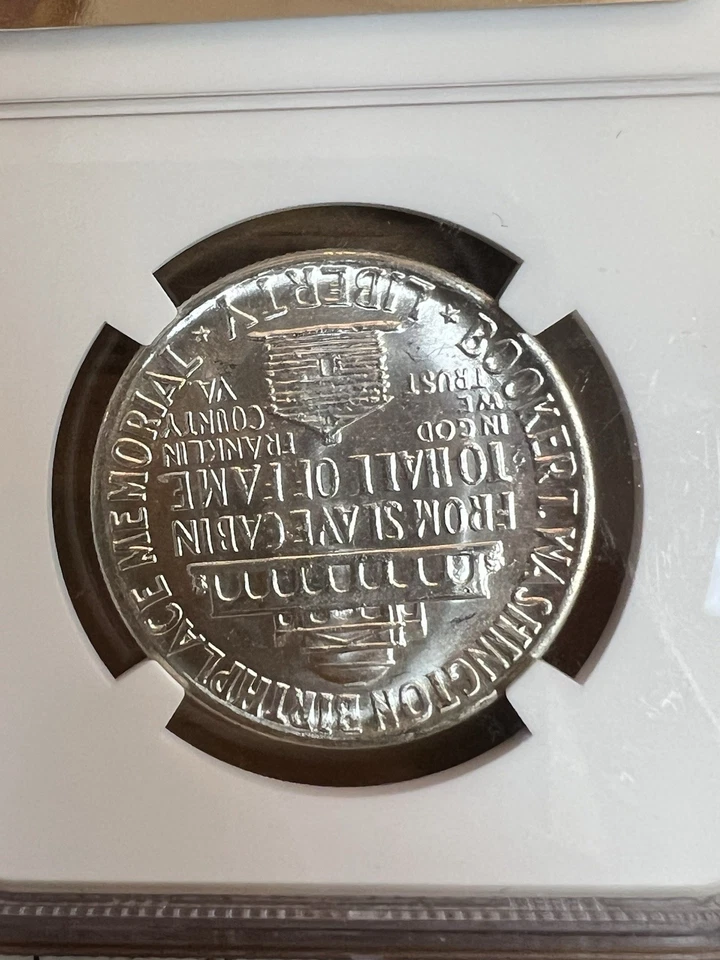 BOOKER T. WASHINGTON BIRTHPLACE MEMORIAL
FROM SLAVE CABIN
TO HALL OF FAME
IN GOD
WE
TRUST
FRANKLIN
COUNTY
VA.
LIBERTY